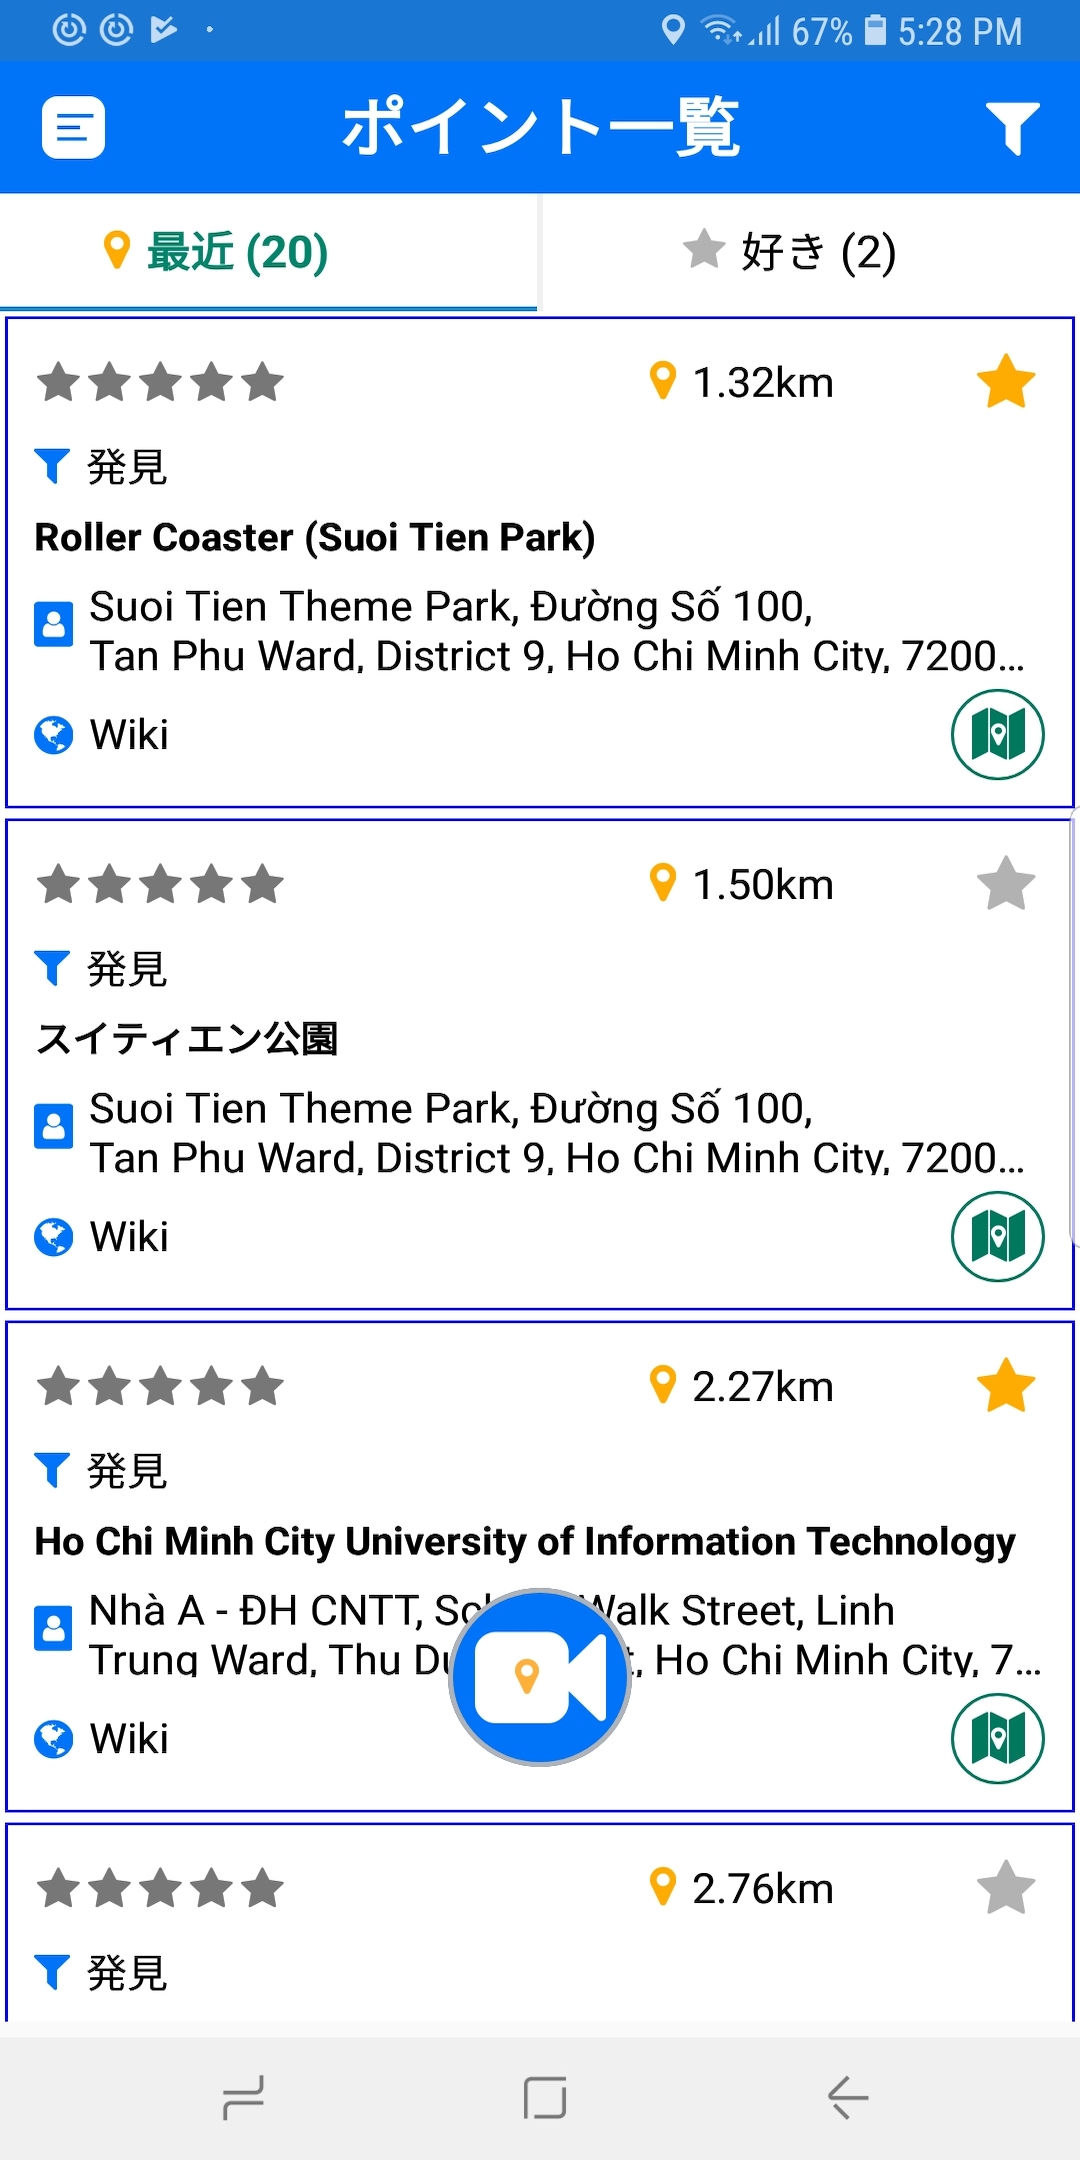 67% 5:28 PM
ポイント一覧
最近 (20)
好き (2)
1.32km
発見
Roller Coaster (Suoi Tien Park)
Suoi Tien Theme Park, Đường Số 100,
Tan Phu Ward, District 9, Ho Chi Minh City, 7200...
Wiki
1.50km
発見
スイティエン公園
Suoi Tien Theme Park, Đường Số 100,
Tan Phu Ward, District 9, Ho Chi Minh City, 7200...
Wiki
2.27km
発見
Ho Chi Minh City University of Information Technology
Nhà A - ĐH CNTT, Walk Street, Linh
Trung Ward, Thu Ho Chi Minh City, 7...
Wiki
2.76km
発見